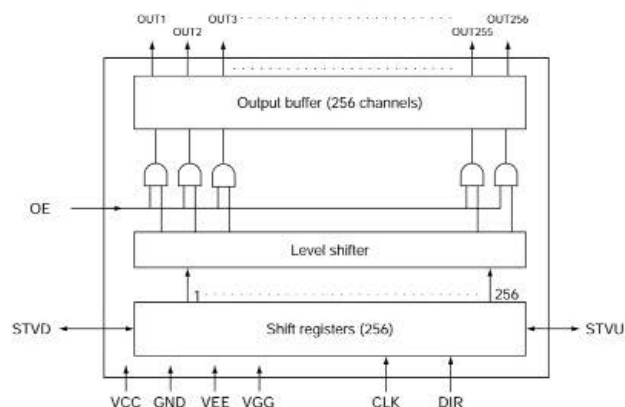 OUT1 OUT2 OUT3 OUT255 OUT256
Output buffer (256 channels)
OE
Level shifter
1 256
STVD Shift registers (256) STVU
VCC GND VEE VGG CLK DIR